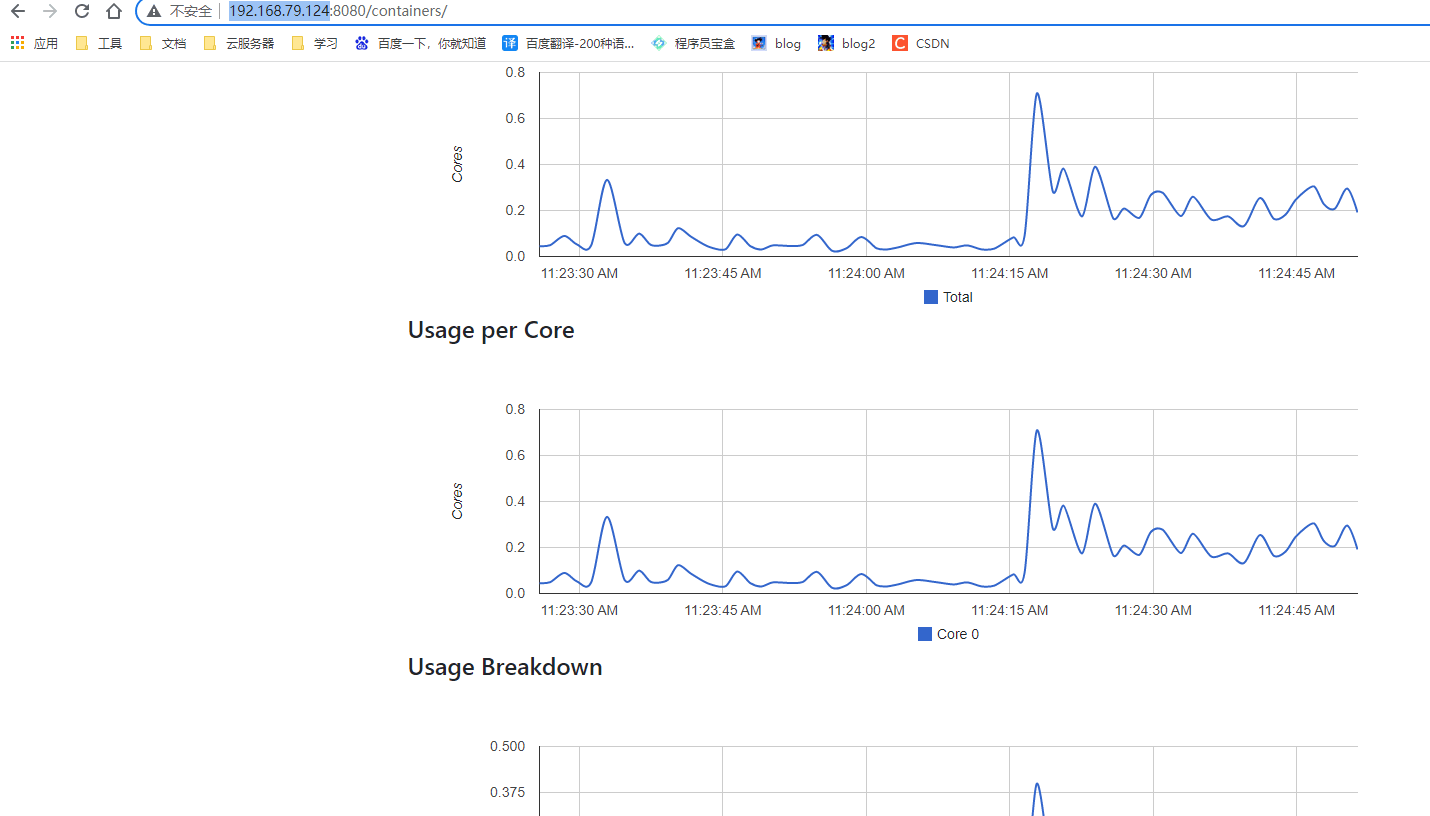 不安全 192.168.79.124:8080/containers/
应用 工具 文档 云服务器 学习 百度一下，你就知道 百度翻译-200种语... 程序员宝盒 blog blog2 CSDN
0.8
0.6
0.4
0.2
0.0
Cores
11:23:30 AM 11:23:45 AM 11:24:00 AM 11:24:15 AM 11:24:30 AM 11:24:45 AM
Total
Usage per Core
0.8
0.6
0.4
0.2
0.0
Cores
11:23:30 AM 11:23:45 AM 11:24:00 AM 11:24:15 AM 11:24:30 AM 11:24:45 AM
Core 0
Usage Breakdown
0.500
0.375